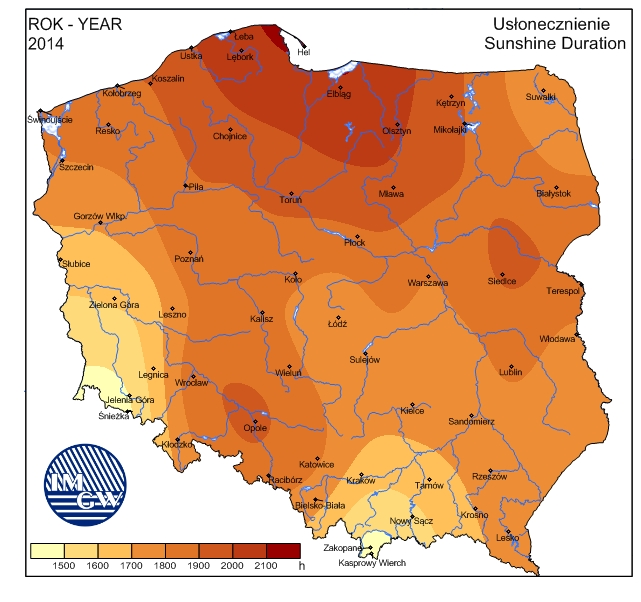 ROK - YEAR
2014
Usłonecznienie
Sunshine Duration
Łeba
Hel
Ustka
Lębork
Koszalin
Kołobrzeg
Elbląg
Kętrzyn
Suwałki
Świnoujście
Resko
Chojnice
Olsztyn
Mikołajki
Szczecin
Piła
Toruń
Mława
Białystok
Gorzów Wlkp.
Płock
Słubice
Poznań
Koło
Warszawa
Siedlce
Terespol
Zielona Góra
Leszno
Kalisz
Łódź
Włodawa
Sulejów
Legnica
Wrocław
Wieluń
Lublin
Jelenia Góra
Śnieżka
Kielce
Sandomierz
Opole
Kłodzko
Katowice
Racibórz
Kraków
Tarnów
Rzeszów
Bielsko-Biała
Nowy Sącz
Krosno
Lesko
Zakopane
Kasprowy Wierch
IM
GW
1500 1600 1700 1800 1900 2000 2100 h